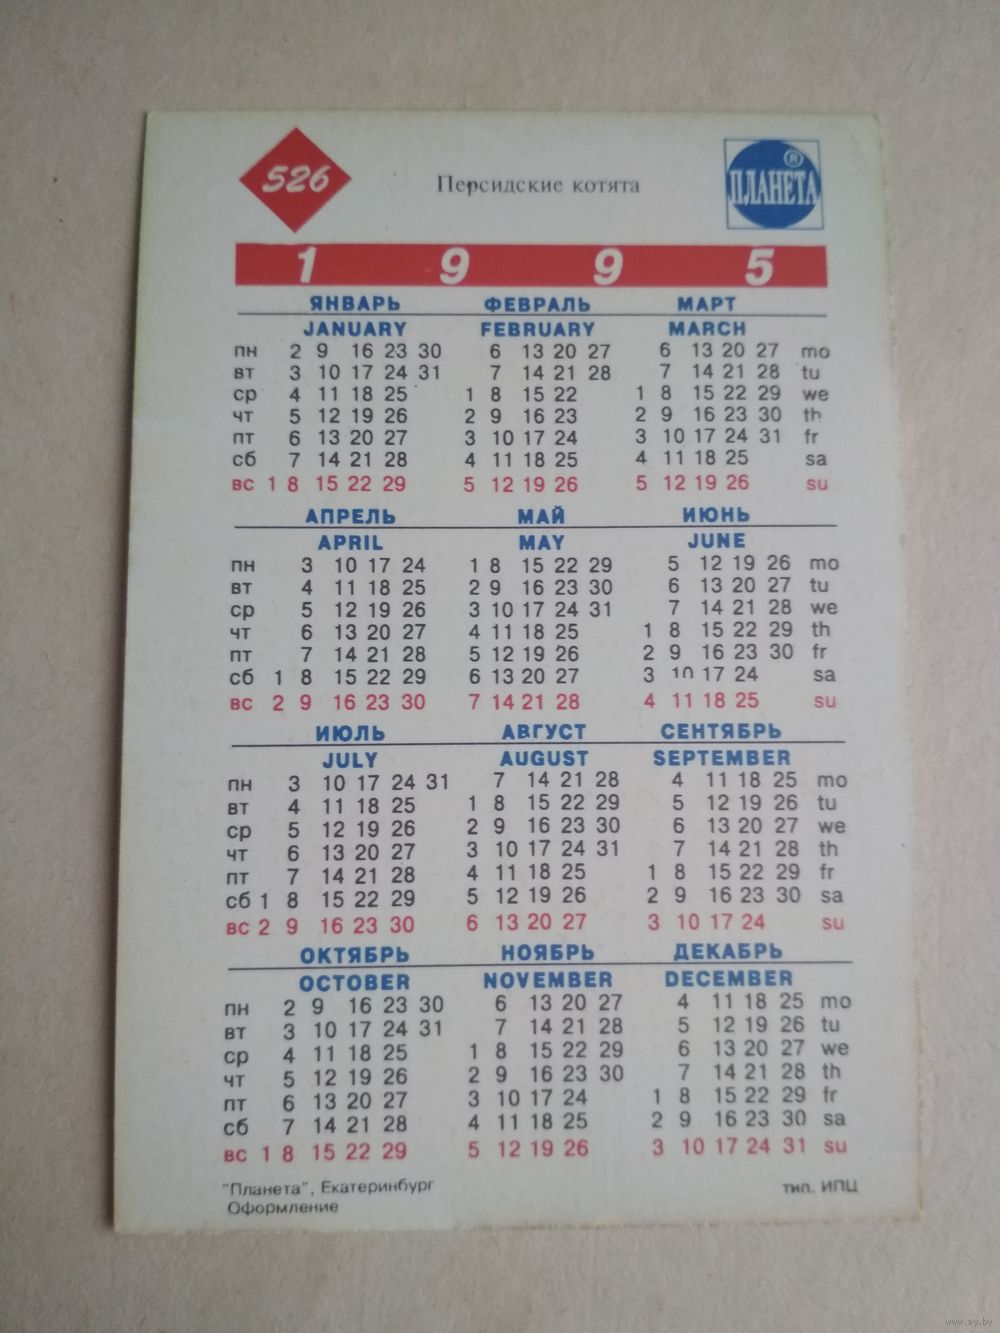 526 Персидские котята ® ПЛАНЕТА
1 9 9 5
ЯНВАРЬ ФЕВРАЛЬ МАРТ
JANUARY FEBRUARY MARCH
пн 2 9 16 23 30 6 13 20 27 6 13 20 27 mo
вт 3 10 17 24 31 7 14 21 28 7 14 21 28 tu
ср 4 11 18 25 1 8 15 22 1 8 15 22 29 we
чт 5 12 19 26 2 9 16 23 2 9 16 23 30 th
пт 6 13 20 27 3 10 17 24 3 10 17 24 31 fr
сб 7 14 21 28 4 11 18 25 4 11 18 25 sa
вс 1 8 15 22 29 5 12 19 26 5 12 19 26 su
АПРЕЛЬ МАЙ ИЮНЬ
APRIL MAY JUNE
пн 3 10 17 24 1 8 15 22 29 5 12 19 26 mo
вт 4 11 18 25 2 9 16 23 30 6 13 20 27 tu
ср 5 12 19 26 3 10 17 24 31 7 14 21 28 we
чт 6 13 20 27 4 11 18 25 1 8 15 22 29 th
пт 7 14 21 28 5 12 19 26 2 9 16 23 30 fr
сб 1 8 15 22 29 6 13 20 27 3 10 17 24 sa
вс 2 9 16 23 30 7 14 21 28 4 11 18 25 su
ИЮЛЬ АВГУСТ СЕНТЯБРЬ
JULY AUGUST SEPTEMBER
пн 3 10 17 24 31 7 14 21 28 4 11 18 25 mo
вт 4 11 18 25 1 8 15 22 29 5 12 19 26 tu
ср 5 12 19 26 2 9 16 23 30 6 13 20 27 we
чт 6 13 20 27 3 10 17 24 31 7 14 21 28 th
пт 7 14 21 28 4 11 18 25 1 8 15 22 29 fr
сб 1 8 15 22 29 5 12 19 26 2 9 16 23 30 sa
вс 2 9 16 23 30 6 13 20 27 3 10 17 24 su
ОКТЯБРЬ НОЯБРЬ ДЕКАБРЬ
OCTOBER NOVEMBER DECEMBER
пн 2 9 16 23 30 6 13 20 27 4 11 18 25 mo
вт 3 10 17 24 31 7 14 21 28 5 12 19 26 tu
ср 4 11 18 25 1 8 15 22 29 6 13 20 27 we
чт 5 12 19 26 2 9 16 23 30 7 14 21 28 th
пт 6 13 20 27 3 10 17 24 1 8 15 22 29 fr
сб 7 14 21 28 4 11 18 25 2 9 16 23 30 sa
вс 1 8 15 22 29 5 12 19 26 3 10 17 24 31 su
"Планета", Екатеринбург тип. ИПЦ
Оформление
www.ay.by